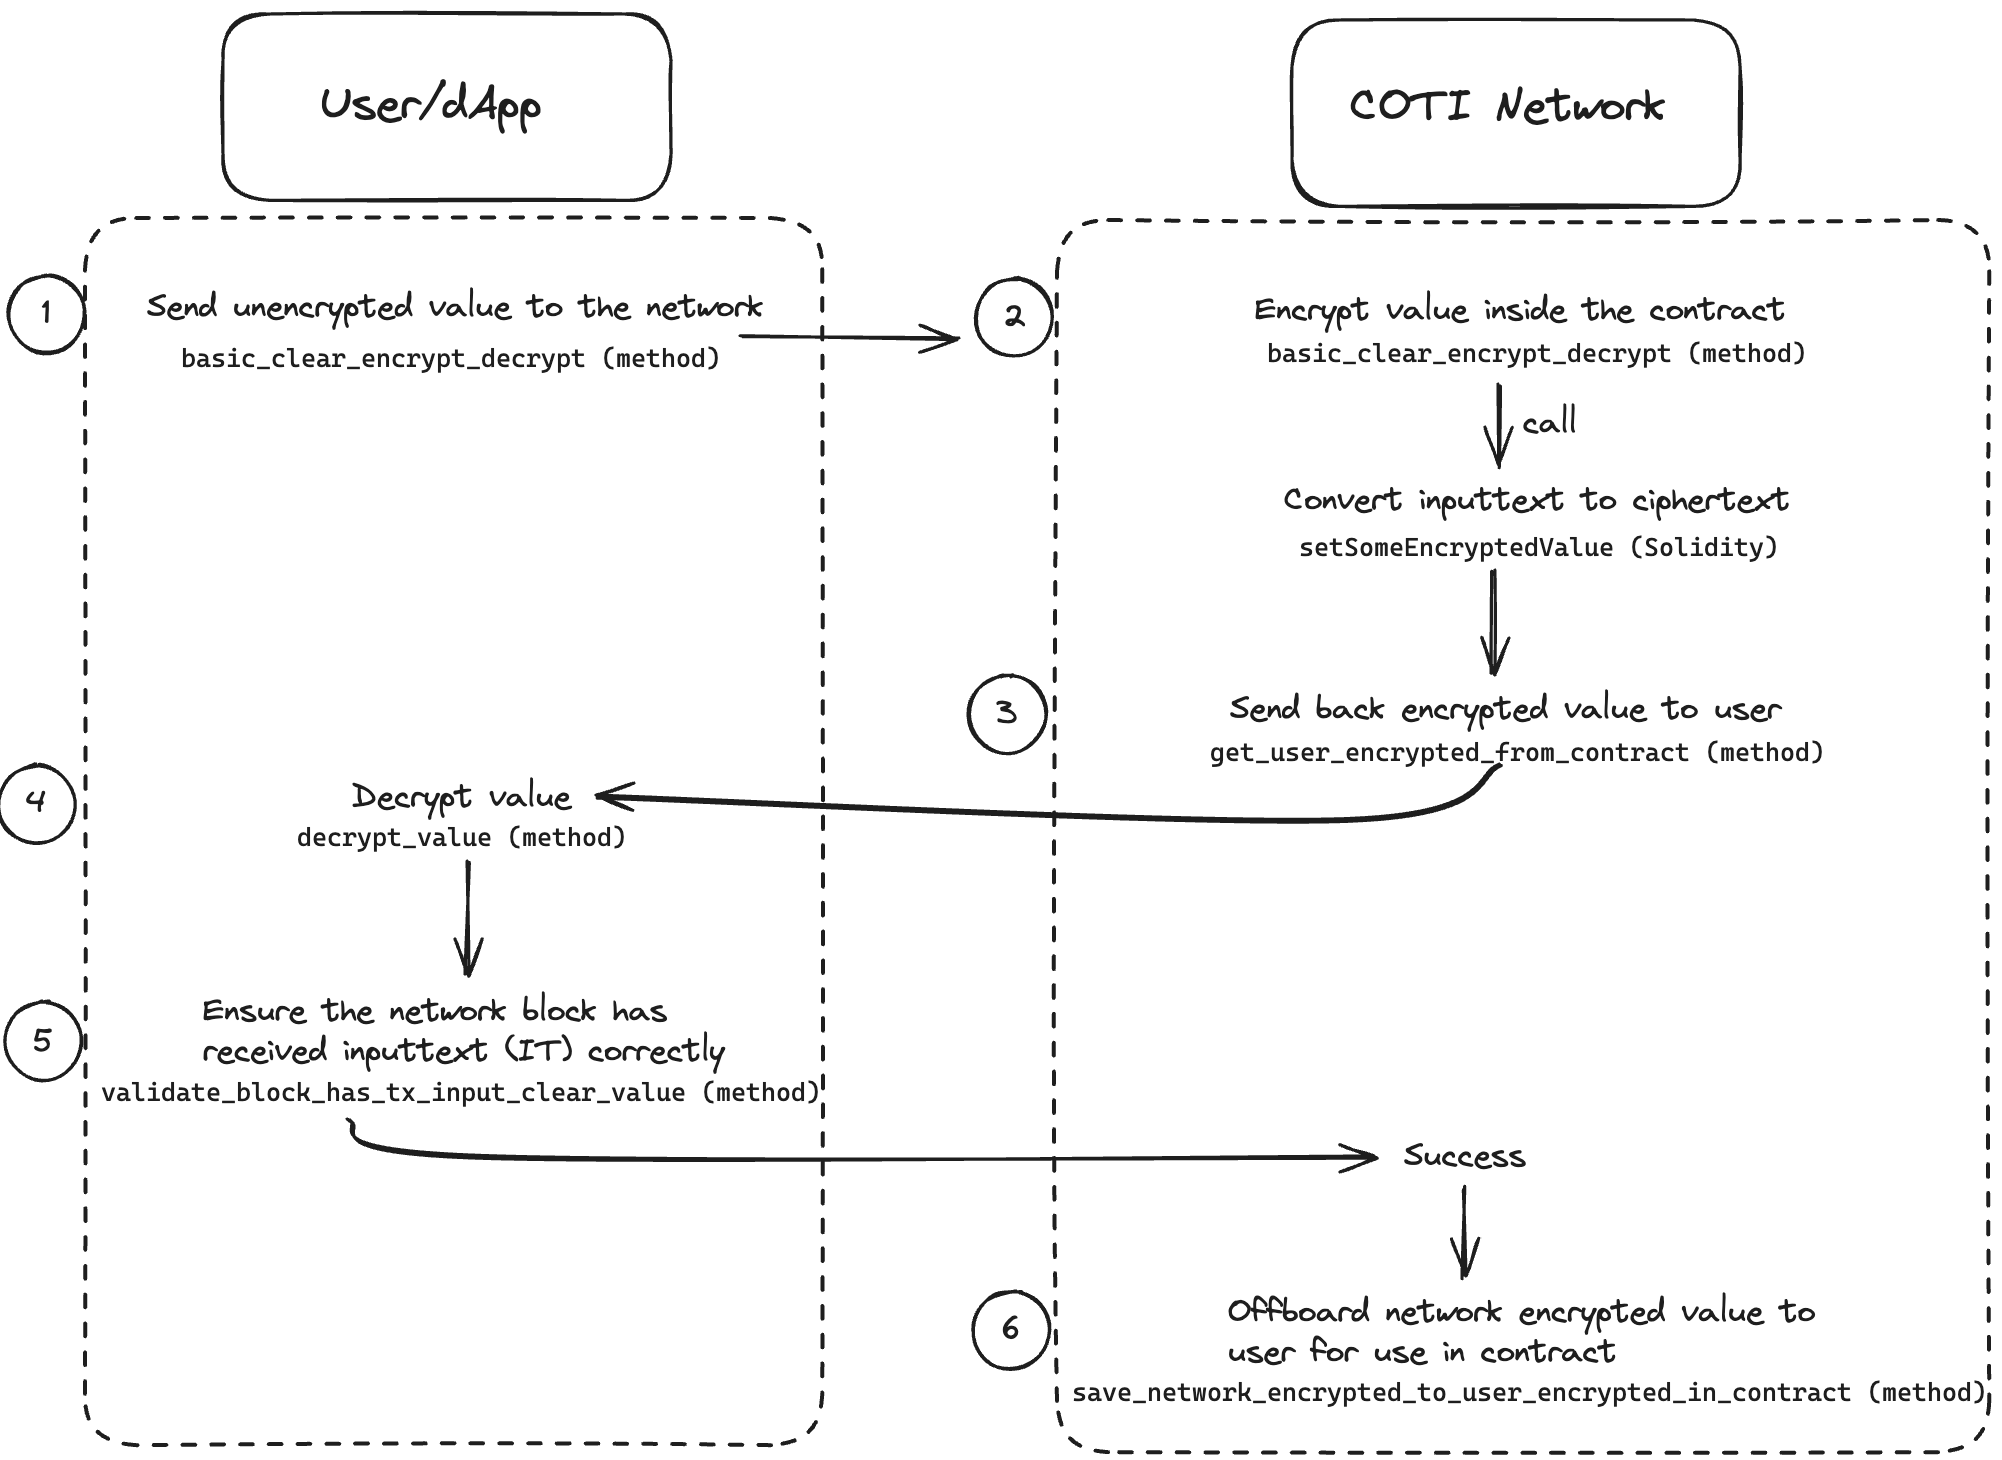 User/dApp
COTI Network
1
Send unencrypted value to the network
basic_clear_encrypt_decrypt (method)
2
Encrypt value inside the contract
basic_clear_encrypt_decrypt (method)
call
Convert inputtext to ciphertext
setSomeEncryptedValue (Solidity)
3
Send back encrypted value to user
get_user_encrypted_from_contract (method)
4
Decrypt value
decrypt_value (method)
5
Ensure the network block has
received inputtext (IT) correctly
validate_block_has_tx_input_clear_value (method)
Success
6
Offboard network encrypted value to
user for use in contract
save_network_encrypted_to_user_encrypted_in_contract (method)